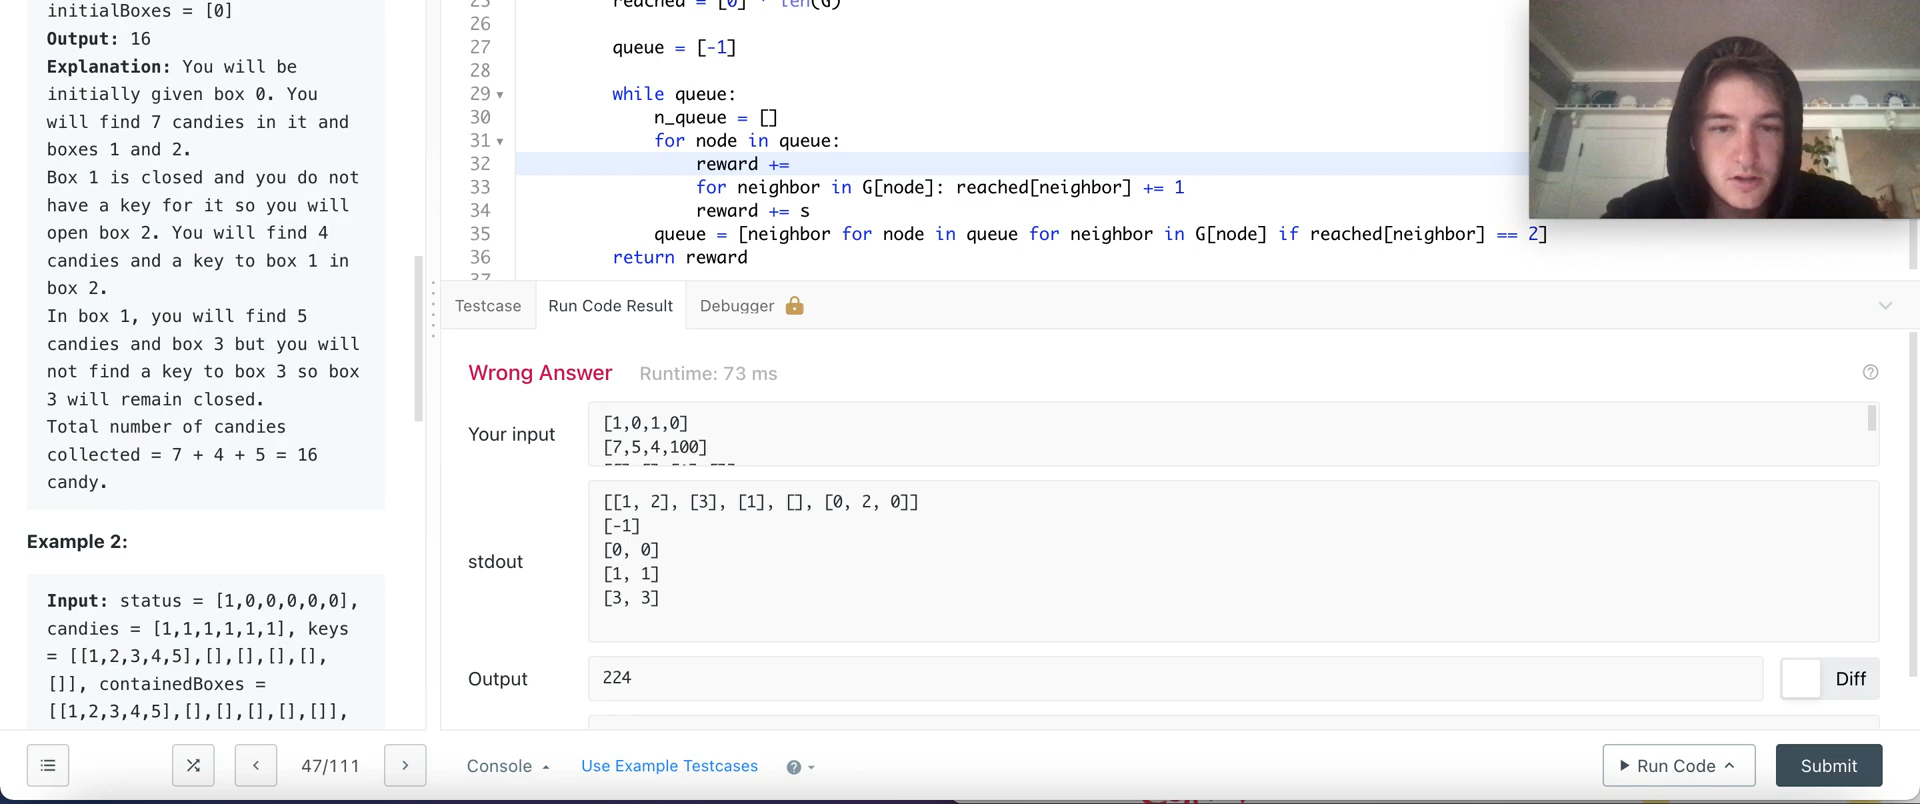 initialBoxes = [0]
Output: 16
Explanation: You will be
initially given box 0. You
will find 7 candies in it and
boxes 1 and 2.
Box 1 is closed and you do not
have a key for it so you will
open box 2. You will find 4
candies and a key to box 1 in
box 2.
In box 1, you will find 5
candies and box 3 but you will
not find a key to box 3 so box
3 will remain closed.
Total number of candies
collected = 7 + 4 + 5 = 16
candy.
Example 2:
Input: status = [1,0,0,0,0,0],
candies = [1,1,1,1,1,1], keys
= [[1,2,3,4,5],[],[],[],[],
[]], containedBoxes =
[[1,2,3,4,5],[],[],[],[],[]],
47/111
25 reached = [0] * len(G)
26
27 queue = [-1]
28
29 while queue:
30 n_queue = []
31 for node in queue:
32 reward +=
33 for neighbor in G[node]: reached[neighbor] += 1
34 reward += s
35 queue = [neighbor for node in queue for neighbor in G[node] if reached[neighbor] == 2]
36 return reward
37
Testcase Run Code Result Debugger
Wrong Answer Runtime: 73 ms
Your input
[1,0,1,0]
[7,5,4,100]
stdout
[[1, 2], [3], [1], [], [0, 2, 0]]
[-1]
[0, 0]
[1, 1]
[3, 3]
Output 224 Diff
Console Use Example Testcases ? Run Code Submit